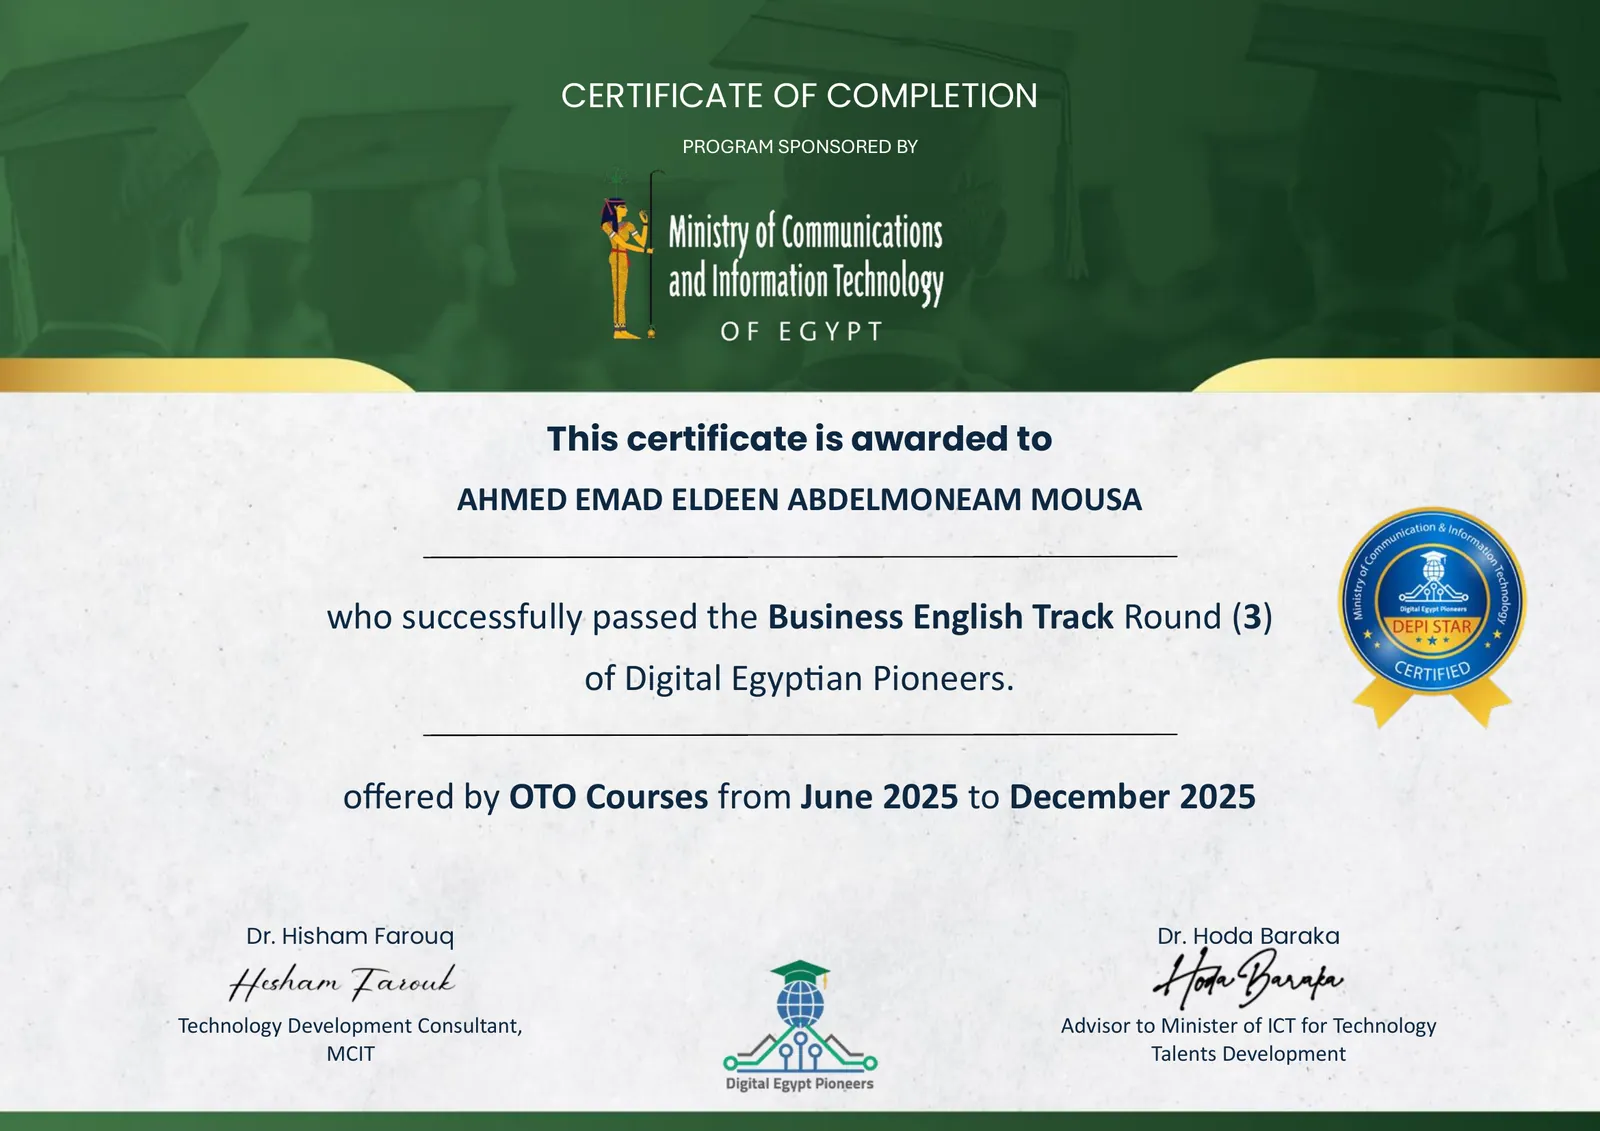 CERTIFICATE OF COMPLETION
PROGRAM SPONSORED BY
Ministry of Communications
and Information Technology
OF EGYPT
This certificate is awarded to
AHMED EMAD ELDEEN ABDELMONEAM MOUSA
who successfully passed the Business English Track Round (3)
of Digital Egyptian Pioneers.
Ministry of Communication & Information Technology
Digital Egypt Pioneers
DEPI STAR
CERTIFIED
offered by OTO Courses from June 2025 to December 2025
Dr. Hisham Farouq
Hesham Farouk
Technology Development Consultant,
MCIT
Digital Egypt Pioneers
Dr. Hoda Baraka
Hoda Baraka
Advisor to Minister of ICT for Technology
Talents Development